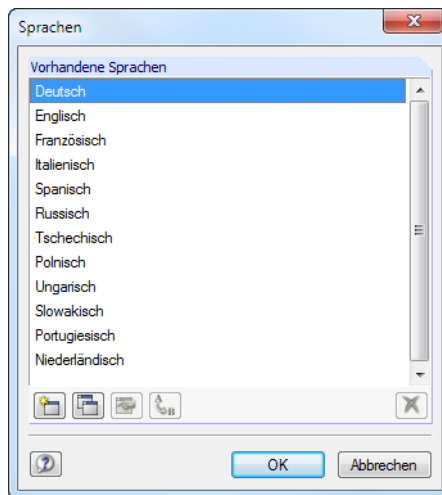 Sprachen
Vorhandene Sprachen
Deutsch
Englisch
Französisch
Italienisch
Spanisch
Russisch
Tschechisch
Polnisch
Ungarisch
Slowakisch
Portugiesisch
Niederländisch
A
B
OK
Abbrechen